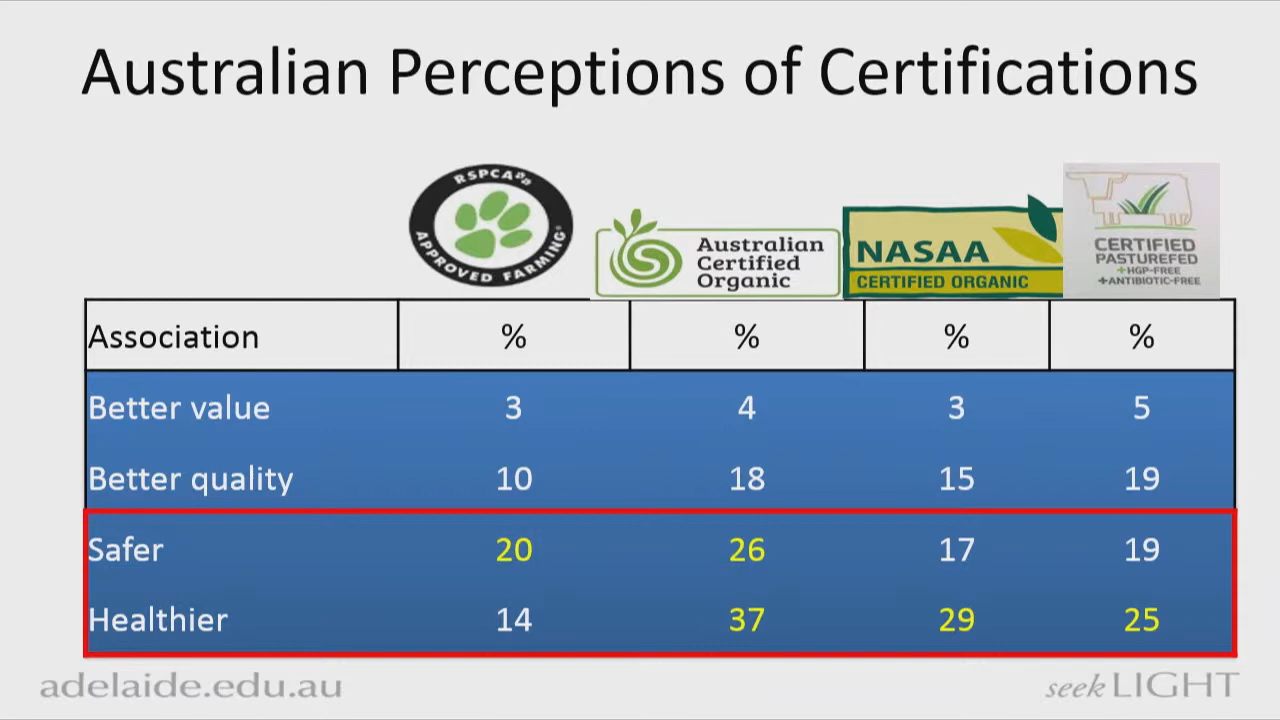 Australian Perceptions of Certifications
RSPCA
APPROVED FARMING
Australian
Certified
Organic
NASAA
CERTIFIED ORGANIC
CERTIFIED
PASTUREFED
+HGP-FREE
+ANTIBIOTIC-FREE
Association % % % %
Better value 3 4 3 5
Better quality 10 18 15 19
Safer 20 26 17 19
Healthier 14 37 29 25
adelaide.edu.au
seek LIGHT